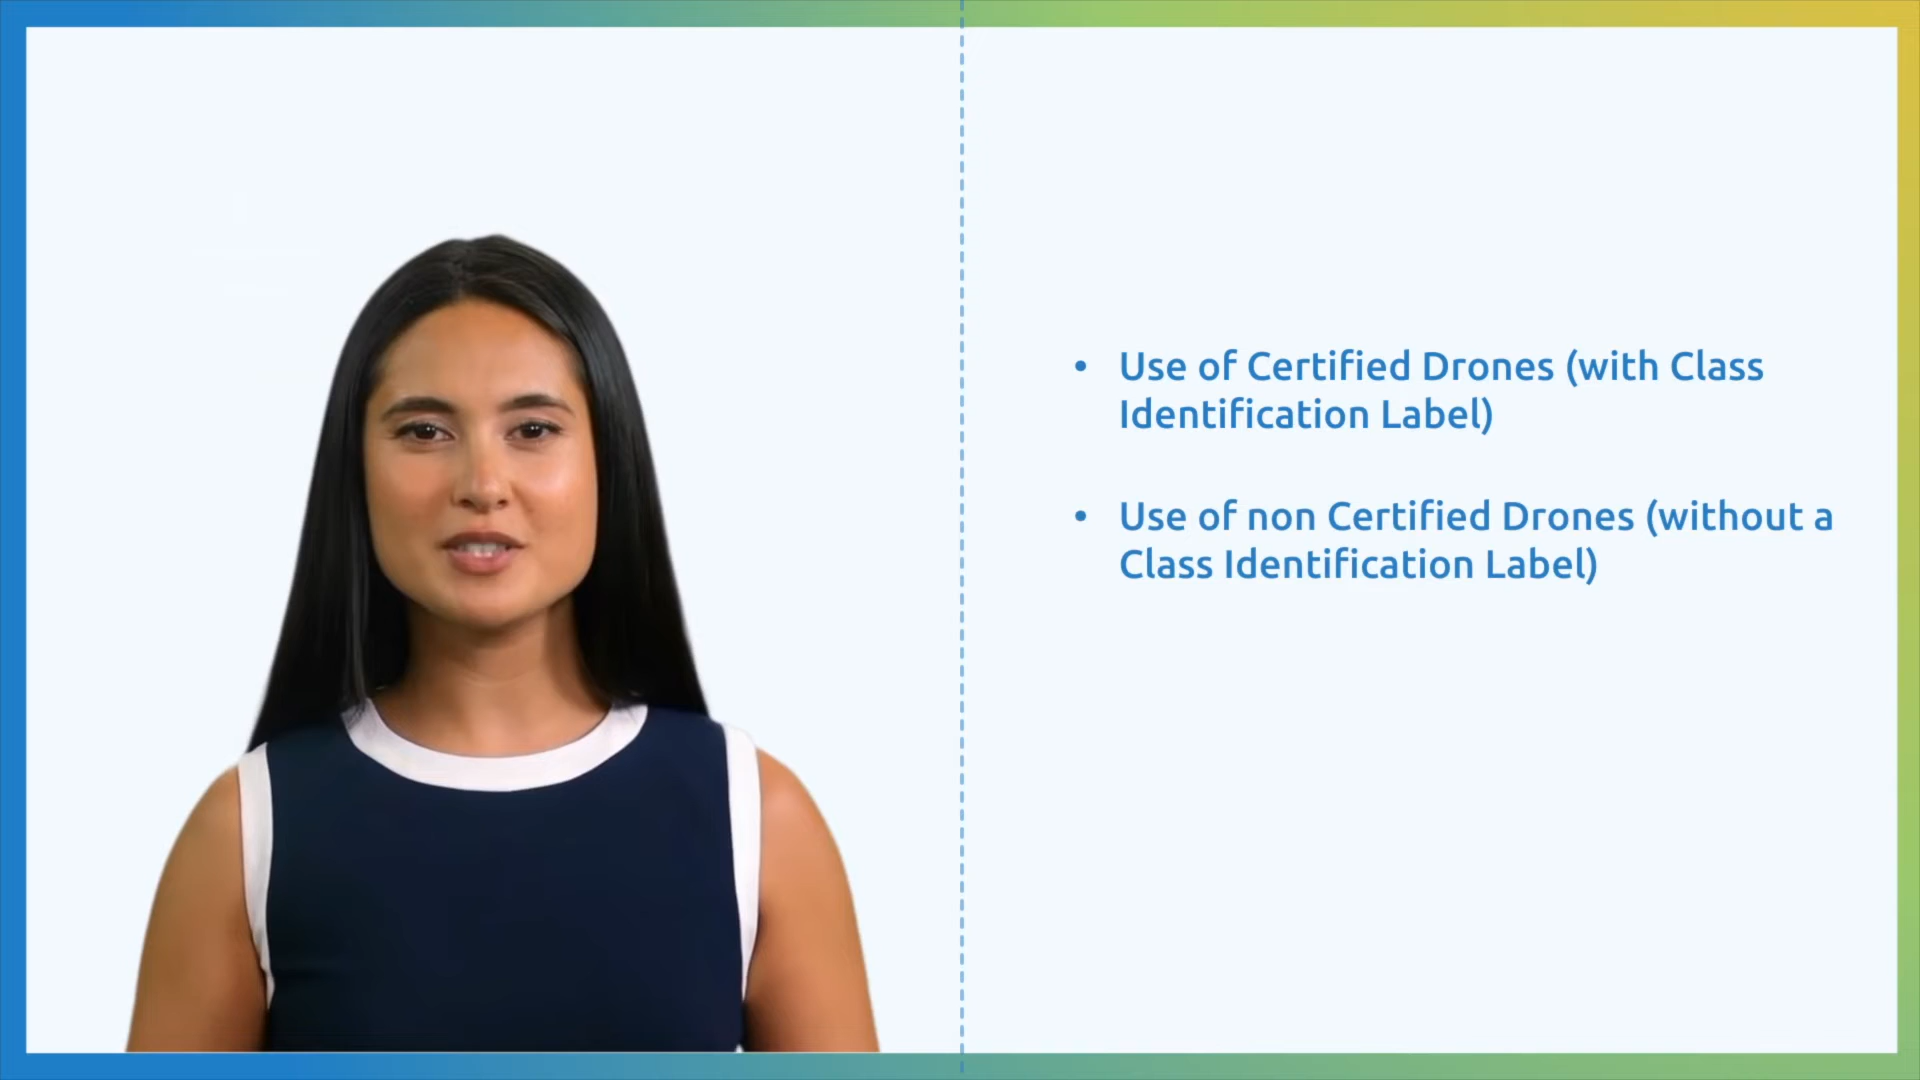 • Use of Certified Drones (with Class
Identification Label)
• Use of non Certified Drones (without a
Class Identification Label)